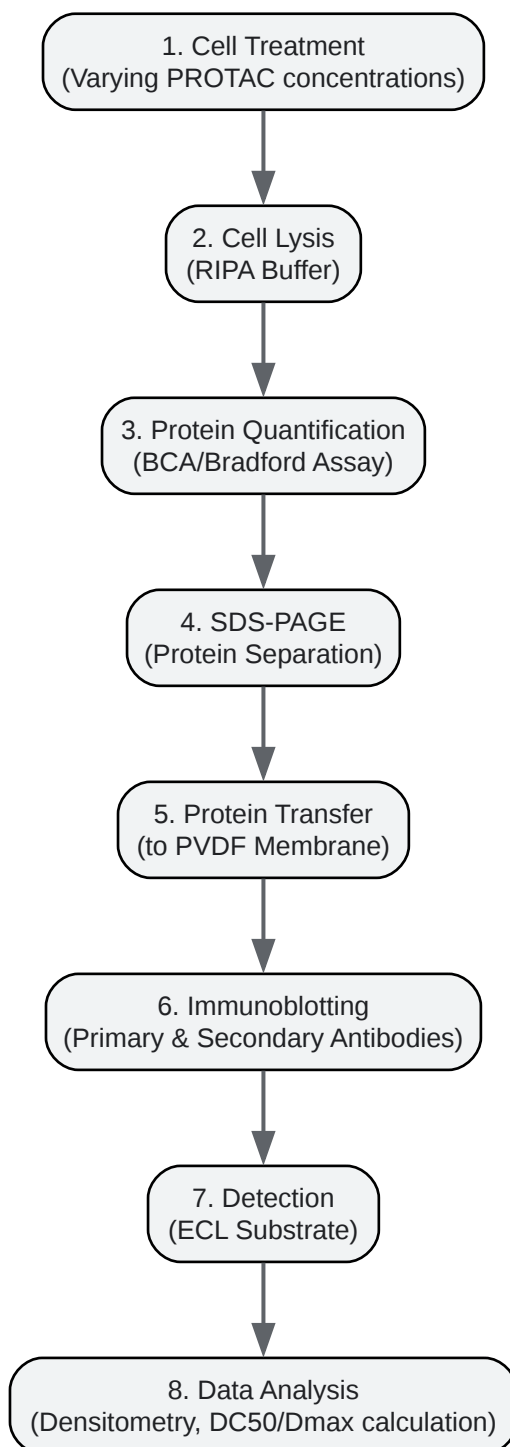 1. Cell Treatment
(Varying PROTAC concentrations)
2. Cell Lysis
(RIPA Buffer)
3. Protein Quantification
(BCA/Bradford Assay)
4. SDS-PAGE
(Protein Separation)
5. Protein Transfer
(to PVDF Membrane)
6. Immunoblotting
(Primary & Secondary Antibodies)
7. Detection
(ECL Substrate)
8. Data Analysis
(Densitometry, DC50/Dmax calculation)